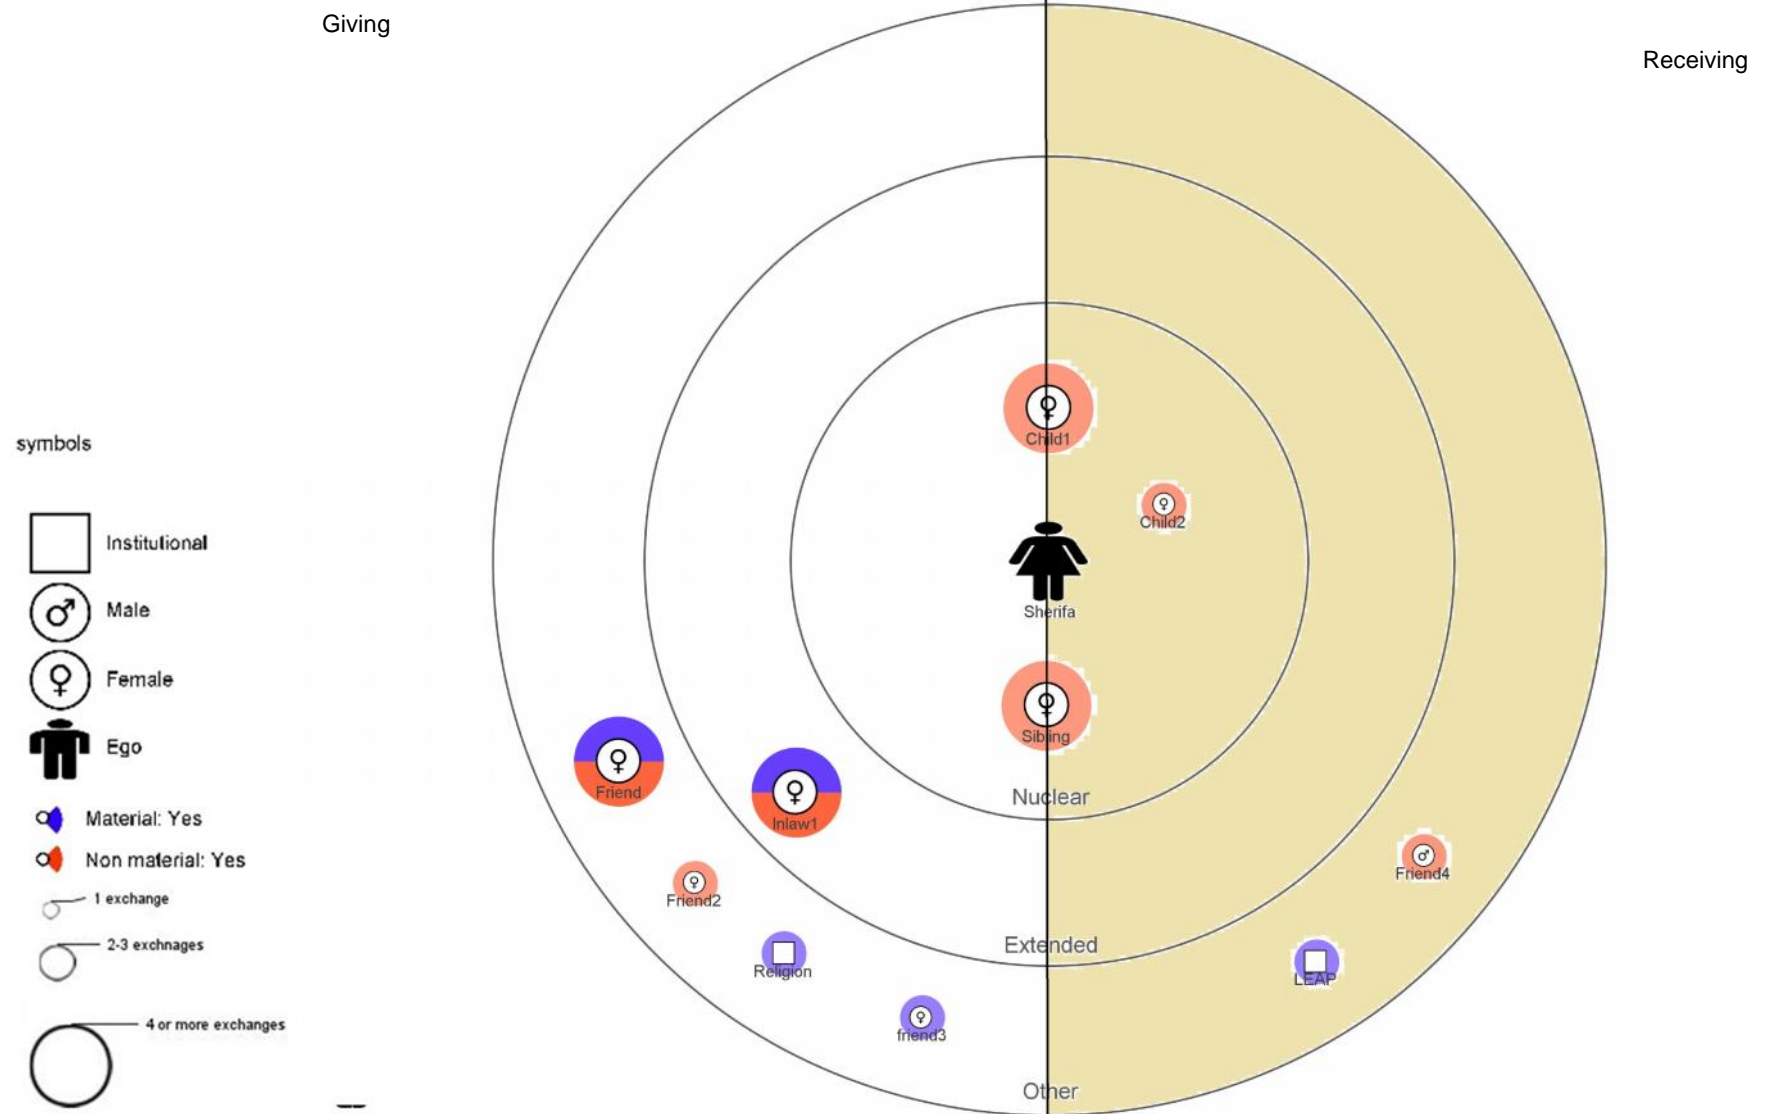 Giving
Receiving
symbols
Institutional
Male
Female
Ego
Material: Yes
Non material: Yes
1 exchange
2-3 exchnages
4 or more exchanges
Child1
Child2
Sherifa
Sibling
Nuclear
Friend
Inlaw1
Friend2
Friend4
Extended
Religion
LEAP
friend3
Other